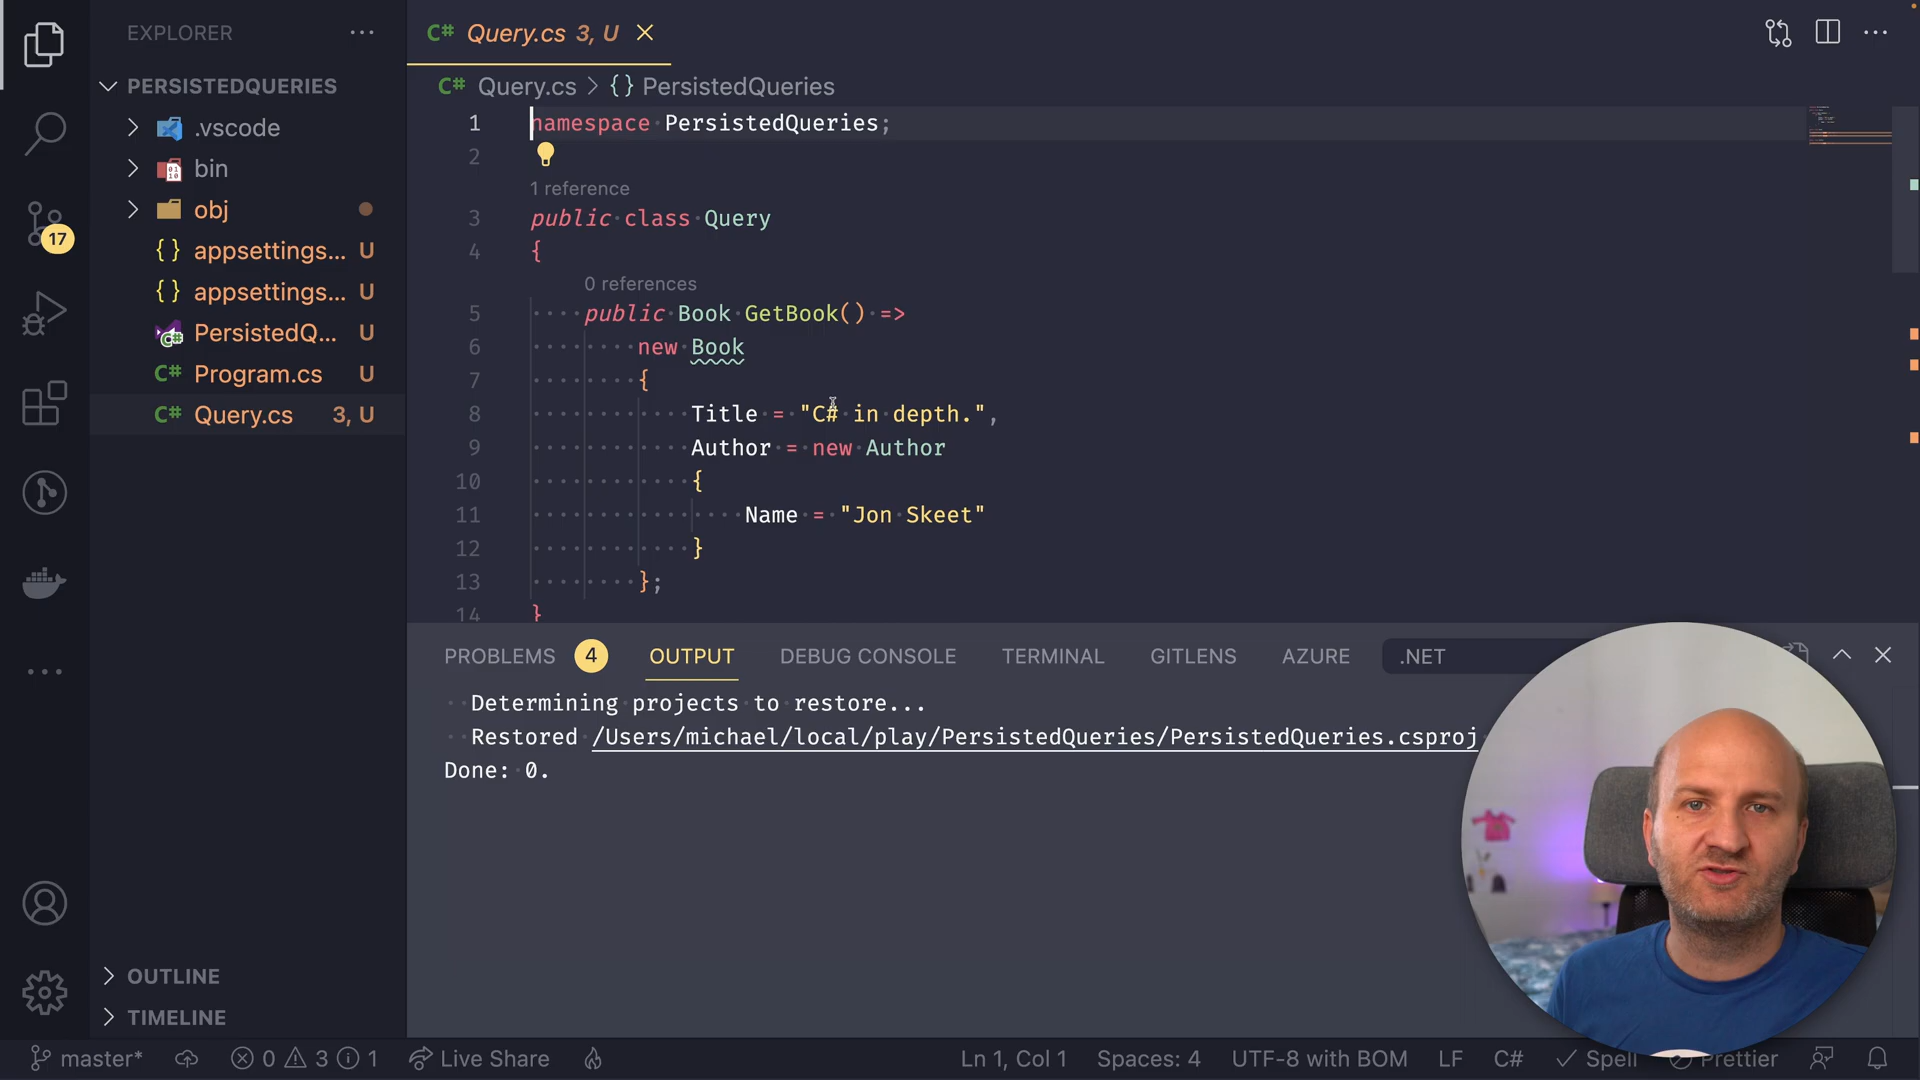 EXPLORER
PERSISTEDQUERIES
.vscode
bin
obj
appsettings... U
appsettings... U
PersistedQ... U
C# Program.cs U
C# Query.cs 3, U
17
OUTLINE
TIMELINE
C# Query.cs 3, U
C# Query.cs > {} PersistedQueries
1 namespace PersistedQueries;
2
1 reference
3 public class Query
4 {
0 references
5 public Book GetBook() =>
6 new Book
7 {
8 Title = "C# in depth.",
9 Author = new Author
10 {
11 Name = "Jon Skeet"
12 }
13 };
14 }
PROBLEMS 4 OUTPUT DEBUG CONSOLE TERMINAL GITLENS AZURE .NET
Determining projects to restore...
Restored /Users/michael/local/play/PersistedQueries/PersistedQueries.csproj
Done: 0.
master* 0 3 1 Live Share Ln 1, Col 1 Spaces: 4 UTF-8 with BOM LF C# Spell Prettier